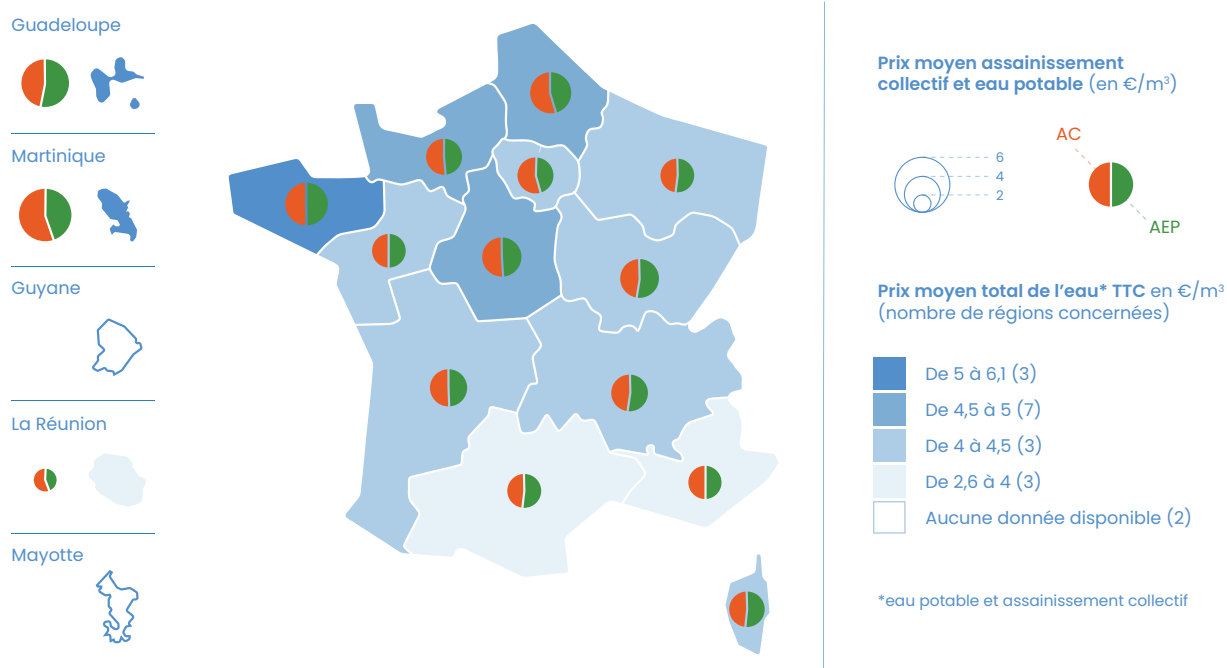 Guadeloupe
Martinique
Guyane
La Réunion
Mayotte
Prix moyen assainissement
collectif et eau potable (en €/m³)
6
4
2
AC
AEP
Prix moyen total de l'eau* TTC en €/m³
(nombre de régions concernées)
De 5 à 6,1 (3)
De 4,5 à 5 (7)
De 4 à 4,5 (3)
De 2,6 à 4 (3)
Aucune donnée disponible (2)
*eau potable et assainissement collectif